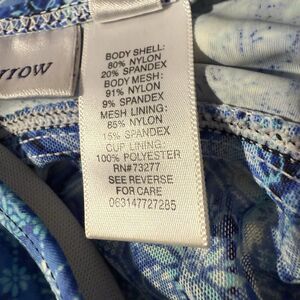 rrow
BODY SHELL:
80% NYLON
20% SPANDEX
BODY MESH:
91% NYLON
9% SPANDEX
MESH LINING:
85% NYLON
15% SPANDEX
CUP LINING:
100% POLYESTER
RN#73277
SEE REVERSE
FOR CARE
063147727285